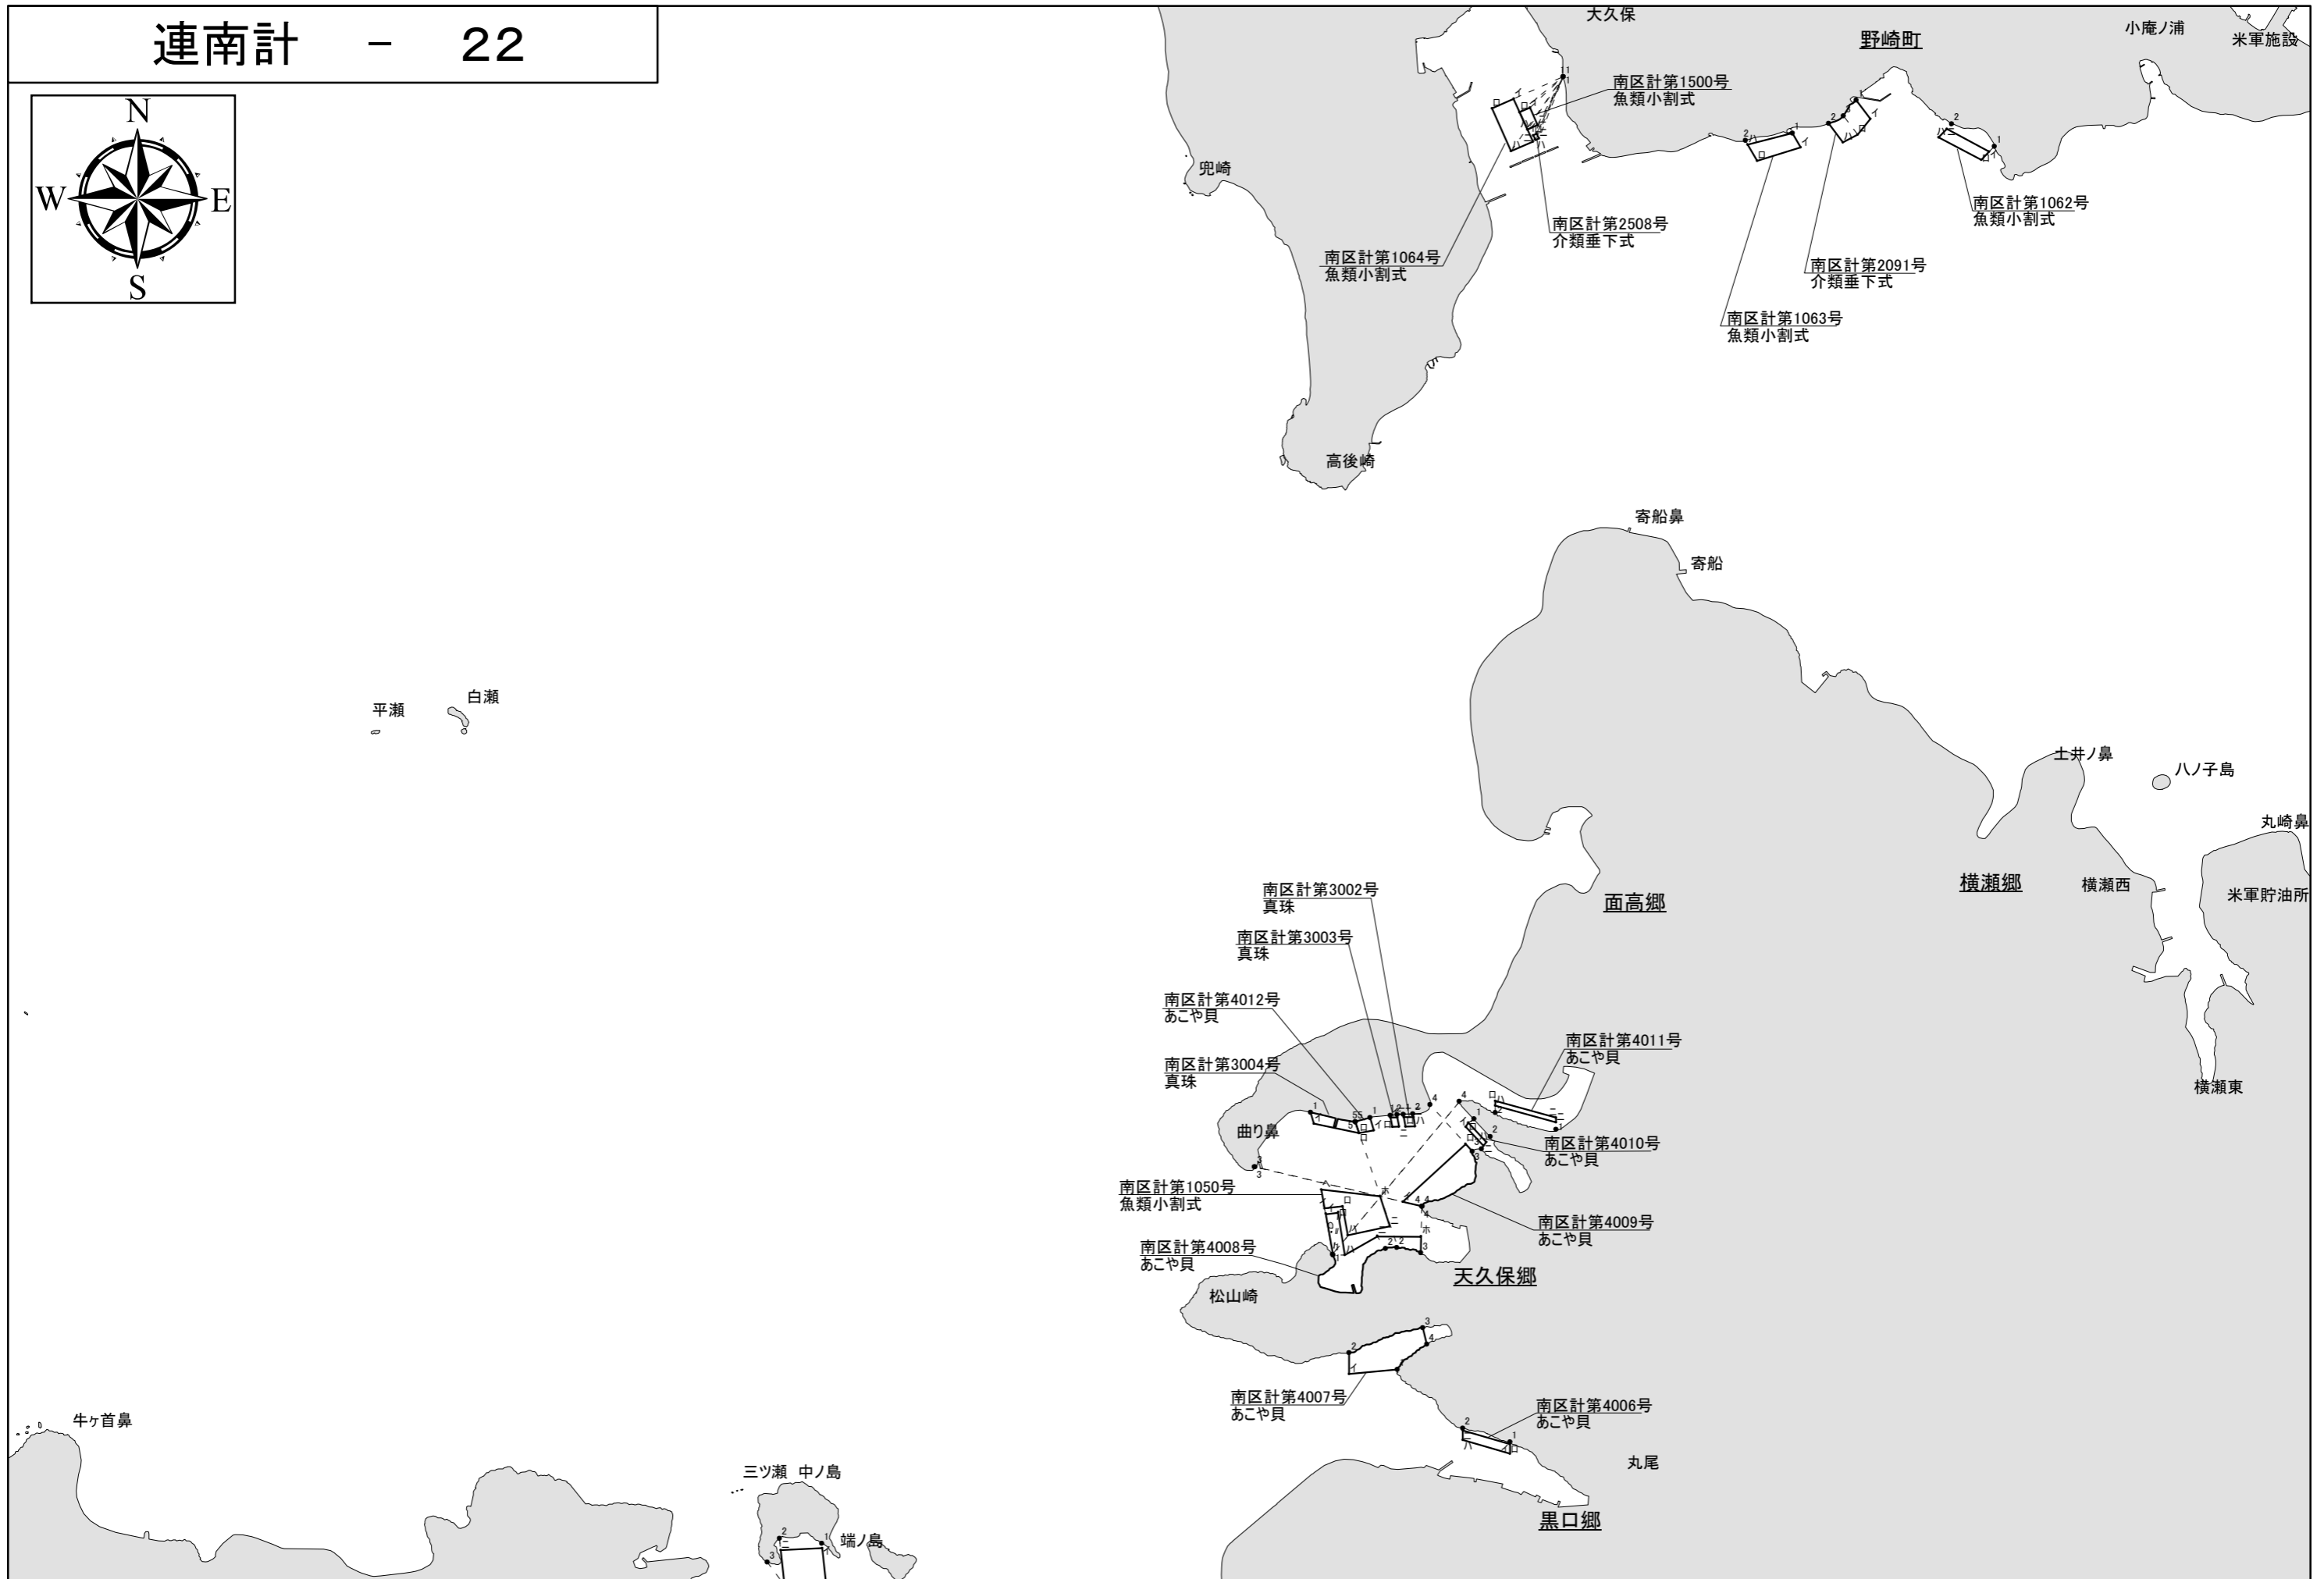 連南計 － 22
N
W E
S
大久保
野崎町
小庵ノ浦
米軍施設
南区計第1500号
魚類小割式
兜崎
南区計第2508号
介類垂下式
南区計第1062号
魚類小割式
南区計第1064号
魚類小割式
南区計第2091号
介類垂下式
南区計第1063号
魚類小割式
高後崎
寄船鼻
寄船
白瀬
平瀬
土井ノ鼻
八ノ子島
丸崎鼻
南区計第3002号
真珠
面高郷
横瀬郷
横瀬西
米軍貯油所
南区計第3003号
真珠
南区計第4012号
あこや貝
南区計第4011号
あこや貝
南区計第3004号
真珠
横瀬東
曲り鼻
南区計第4010号
あこや貝
南区計第1050号
魚類小割式
南区計第4009号
あこや貝
南区計第4008号
あこや貝
天久保郷
松山崎
南区計第4007号
あこや貝
南区計第4006号
あこや貝
牛ヶ首鼻
丸尾
三ツ瀬 中ノ島
黒口郷
端ノ島